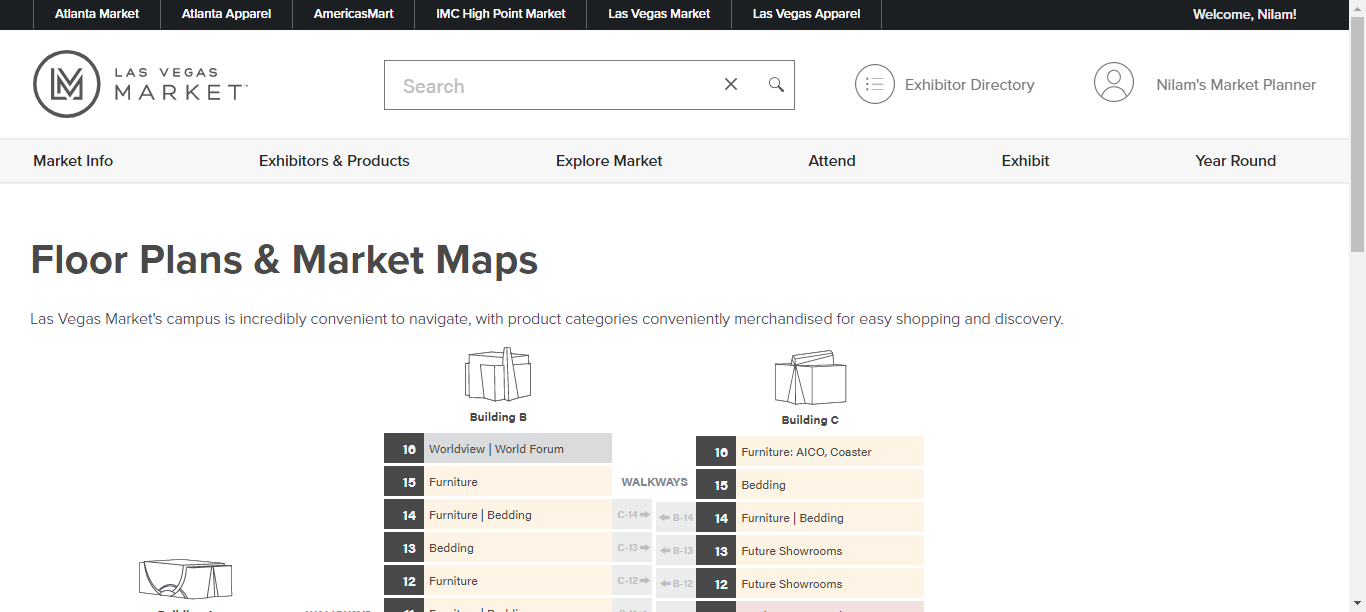 Atlanta Market Atlanta Apparel AmericasMart IMC High Point Market Las Vegas Market Las Vegas Apparel Welcome, Nilam!
LAS VEGAS
MARKET
Search
Exhibitor Directory
Nilam's Market Planner
Market Info Exhibitors & Products Explore Market Attend Exhibit Year Round
Floor Plans & Market Maps
Las Vegas Market's campus is incredibly convenient to navigate, with product categories conveniently merchandised for easy shopping and discovery.
Building B
Building C
16 Worldview | World Forum
16 Furniture: AICO, Coaster
15 Furniture
WALKWAYS
15 Bedding
14 Furniture | Bedding
C-14
B-14
14 Furniture | Bedding
13 Bedding
C-13
B-13
13 Future Showrooms
12 Furniture
C-12
B-12
12 Future Showrooms